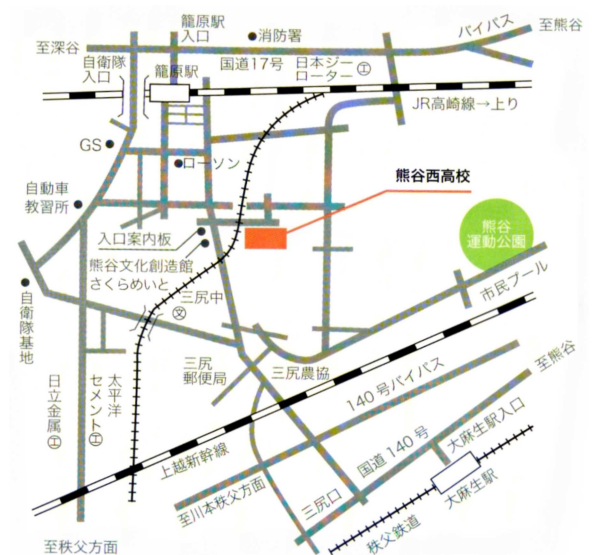 籠原駅
入口
消防署
バイパス
至熊谷
至深谷
自衛隊
入口
籠原駅
国道17号
日本ジー
ローター
工
JR高崎線→上り
GS
ローソン
自動車
教習所
熊谷西高校
入口案内板
熊谷文化創造館
さくらめいと
三尻中
文
熊谷
運動公園
市民プール
自衛隊基地
日立金属
工
太平洋
セメント
工
三尻
郵便局
三尻農協
上越新幹線
140号バイパス
至熊谷
国道140号
大麻生駅入口
至川本秩父方面
三尻口
大麻生駅
秩父鉄道
至秩父方面